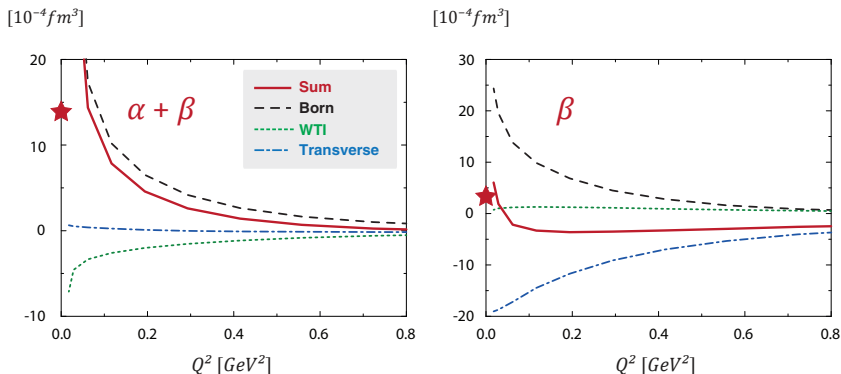 [10⁻⁴fm³]
20
10
0
-10
0.0
0.2
0.4
0.6
0.8
Q² [GeV²]
α + β
Sum
Born
WTI
Transverse
[10⁻⁴fm³]
30
20
10
0
-10
-20
0.0
0.2
0.4
0.6
0.8
Q² [GeV²]
β